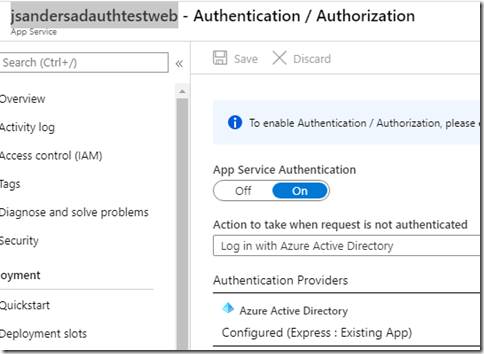 jsandersadauthtestweb - Authentication / Authorization
App Service
Search (Ctrl+/)
«
Save
Discard
Overview
Activity log
Access control (IAM)
Tags
Diagnose and solve problems
Security
oyment
Quickstart
Deployment slots
To enable Authentication / Authorization, please
App Service Authentication
Off On
Action to take when request is not authenticated
Log in with Azure Active Directory
Authentication Providers
Azure Active Directory
Configured (Express : Existing App)